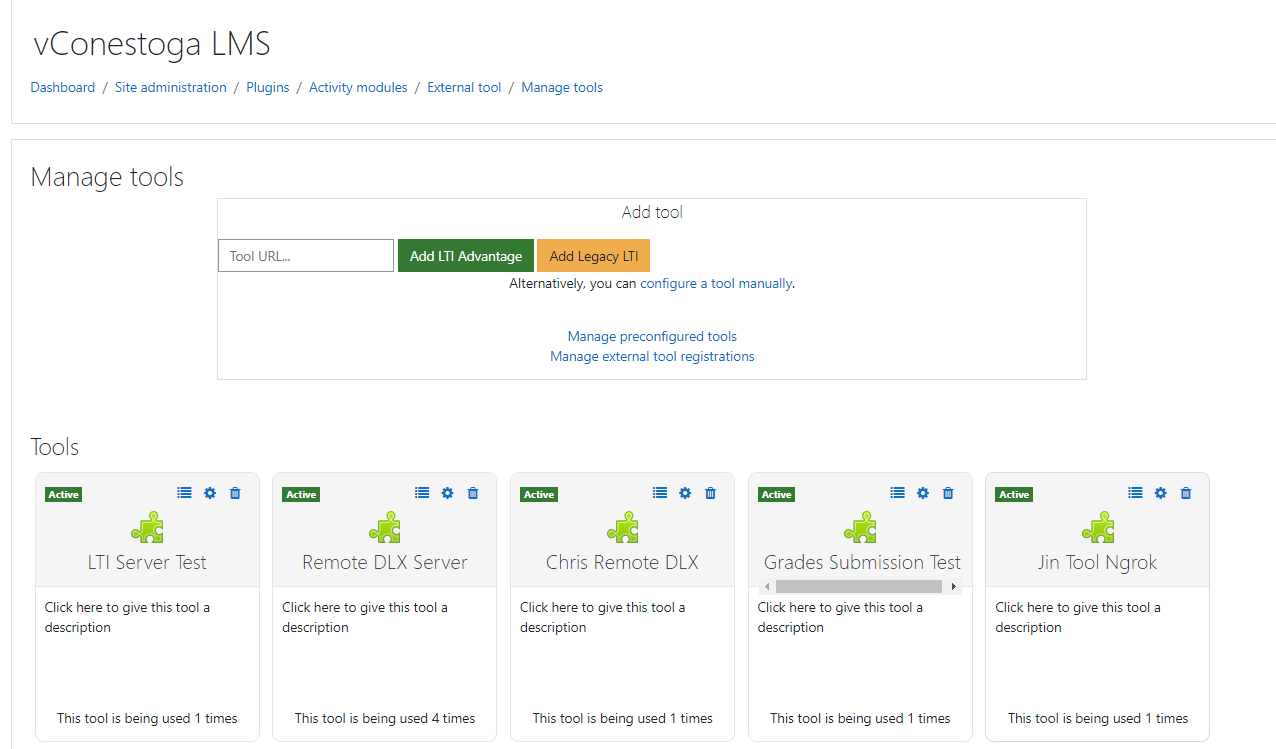 vConestoga LMS
Dashboard / Site administration / Plugins / Activity modules / External tool / Manage tools
Manage tools
Add tool
Tool URL... Add LTI Advantage Add Legacy LTI
Alternatively, you can configure a tool manually.
Manage preconfigured tools
Manage external tool registrations
Tools
Active
LTI Server Test
Click here to give this tool a
description
This tool is being used 1 times
Active
Remote DLX Server
Click here to give this tool a
description
This tool is being used 4 times
Active
Chris Remote DLX
Click here to give this tool a
description
This tool is being used 1 times
Active
Grades Submission Test
Click here to give this tool a
description
This tool is being used 1 times
Active
Jin Tool Ngrok
Click here to give this tool a
description
This tool is being used 1 times